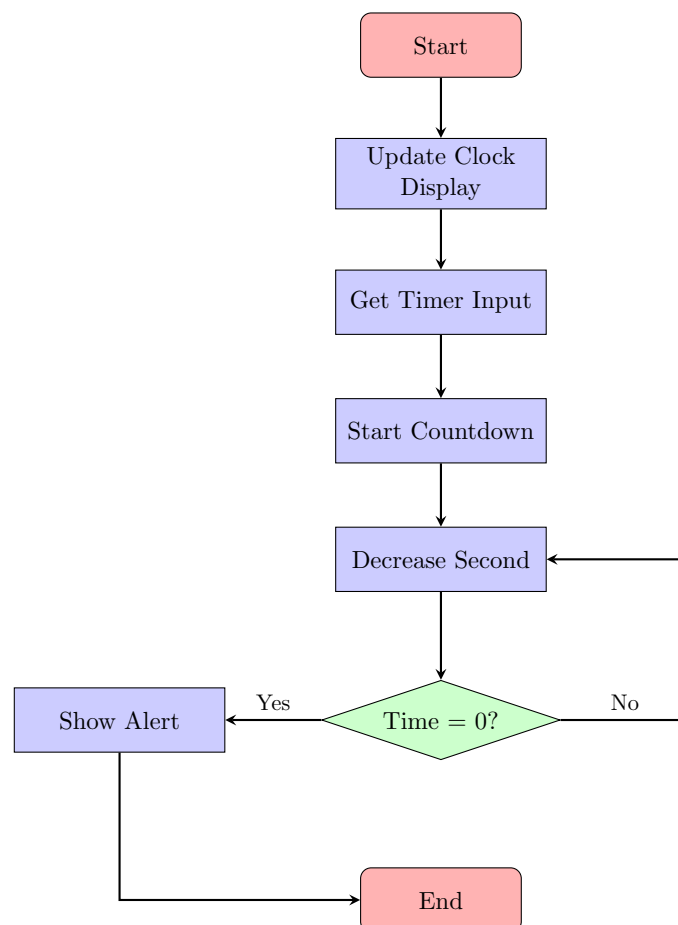 Start
Update Clock
Display
Get Timer Input
Start Countdown
Decrease Second
Yes
No
Show Alert
Time = 0?
End